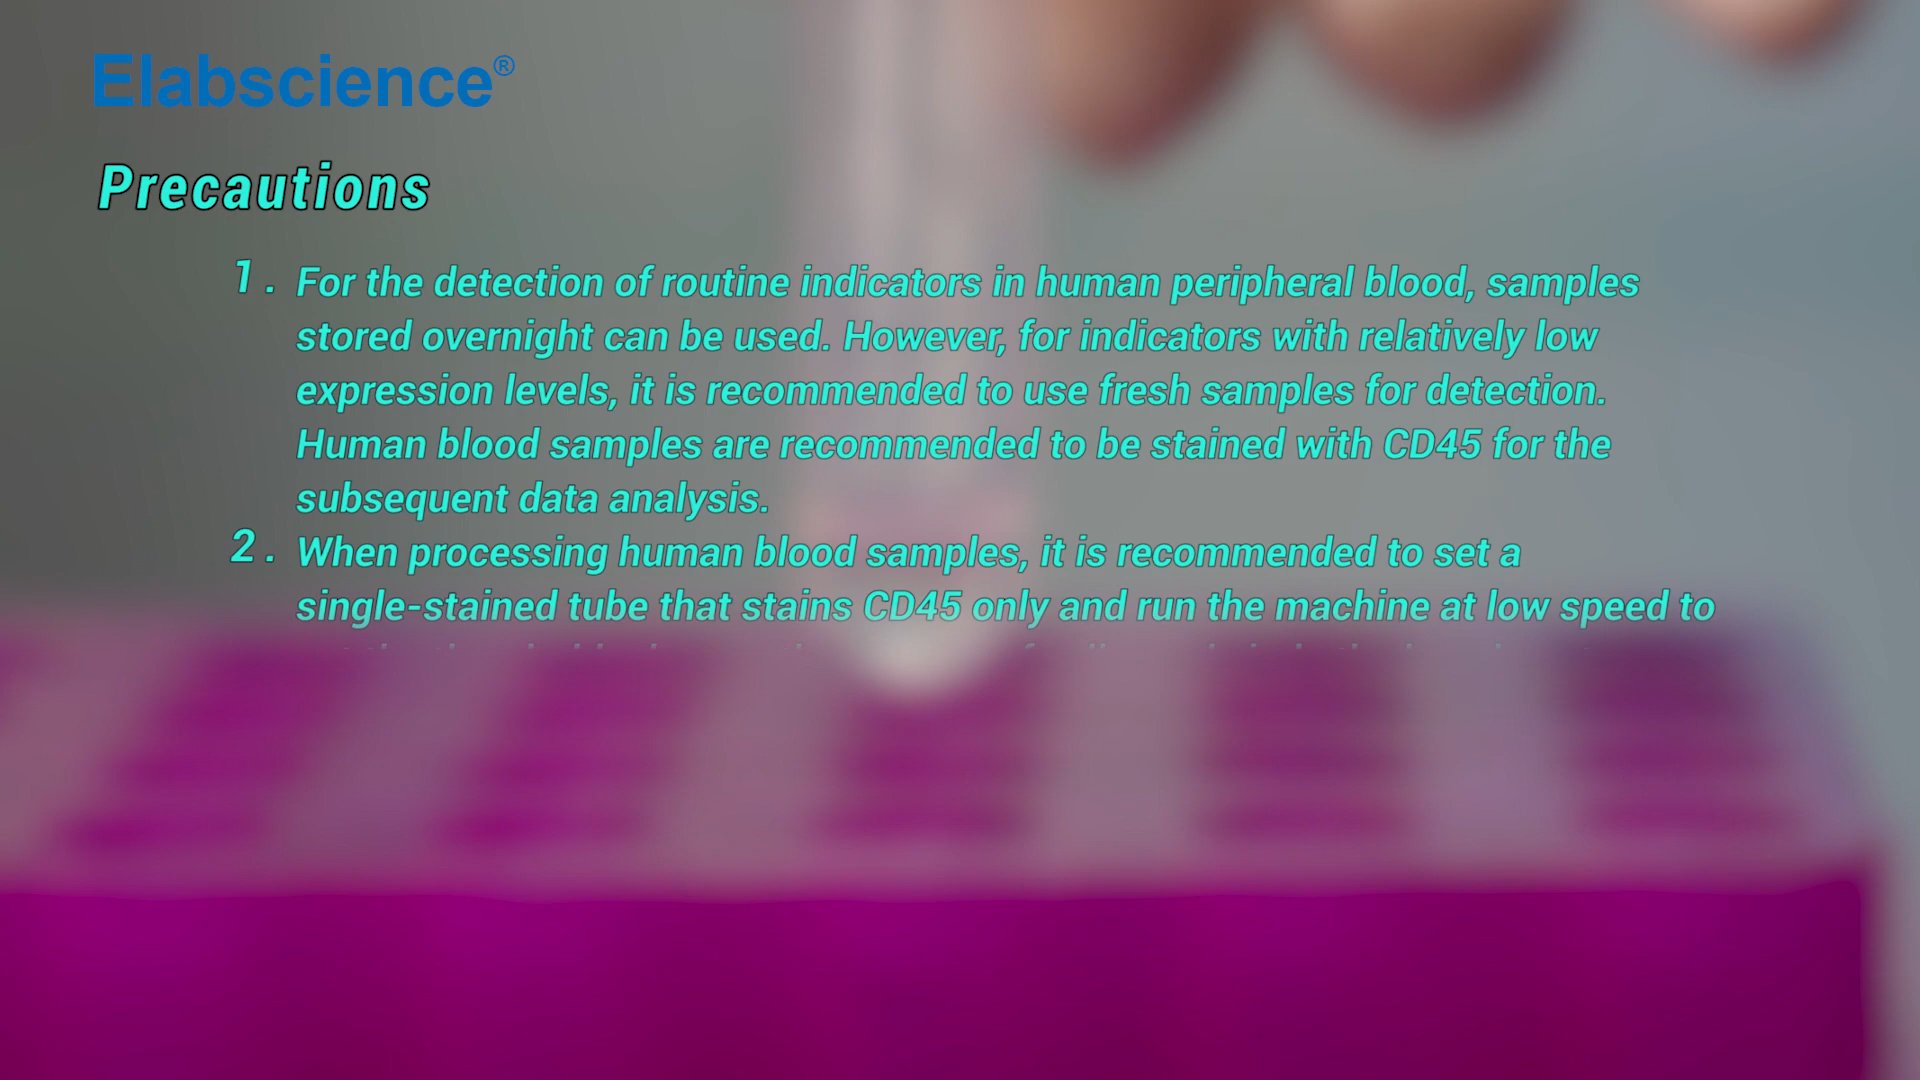 Elabscience®
Precautions
1. For the detection of routine indicators in human peripheral blood, samples
stored overnight can be used. However, for indicators with relatively low
expression levels, it is recommended to use fresh samples for detection.
Human blood samples are recommended to be stained with CD45 for the
subsequent data analysis.
2. When processing human blood samples, it is recommended to set a
single-stained tube that stains CD45 only and run the machine at low speed to